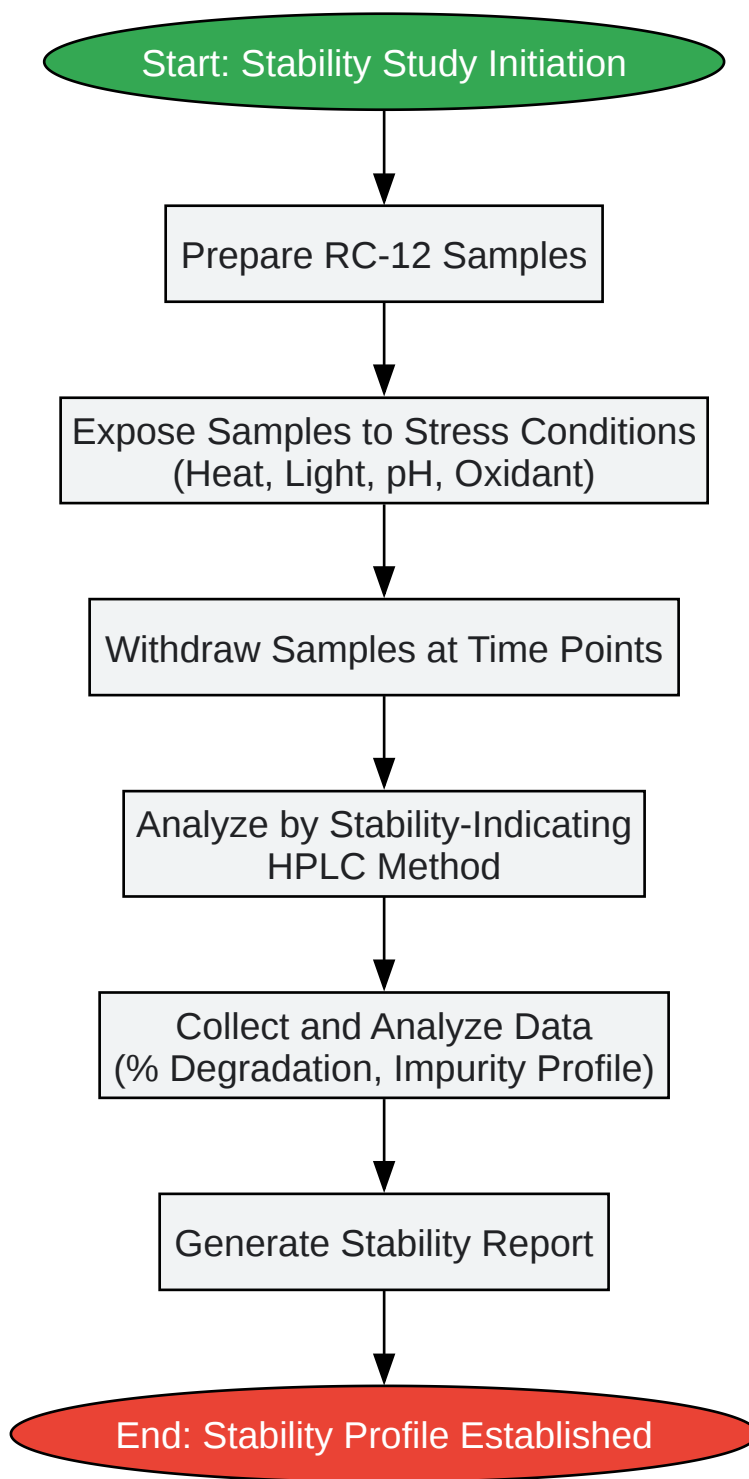 Start: Stability Study Initiation
Prepare RC-12 Samples
Expose Samples to Stress Conditions
(Heat, Light, pH, Oxidant)
Withdraw Samples at Time Points
Analyze by Stability-Indicating
HPLC Method
Collect and Analyze Data
(% Degradation, Impurity Profile)
Generate Stability Report
End: Stability Profile Established